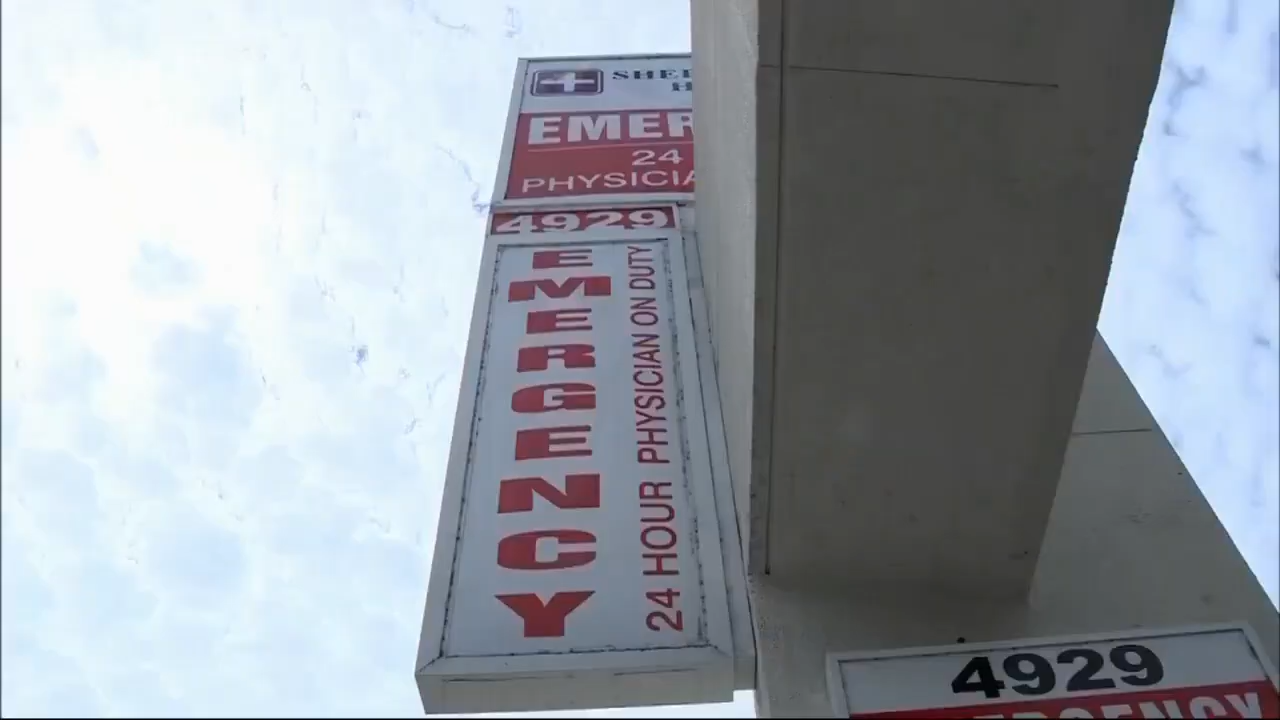 EMER
24
PHYSICIA
4929
EMERGENCY
24 HOUR PHYSICIAN ON DUTY
4929